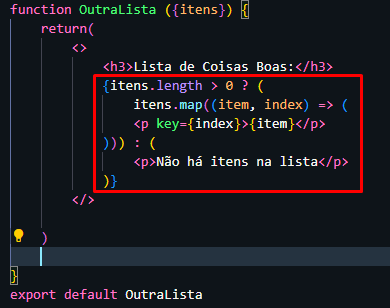 function OutraLista ({itens}) {
return(
<>
<h3>Lista de Coisas Boas:</h3>
{itens.length > 0 ? (
itens.map((item, index) => (
<p key={index}>{item}</p>
))) : (
<p>Não há itens na lista</p>
)}
</>
)
}
export default OutraLista